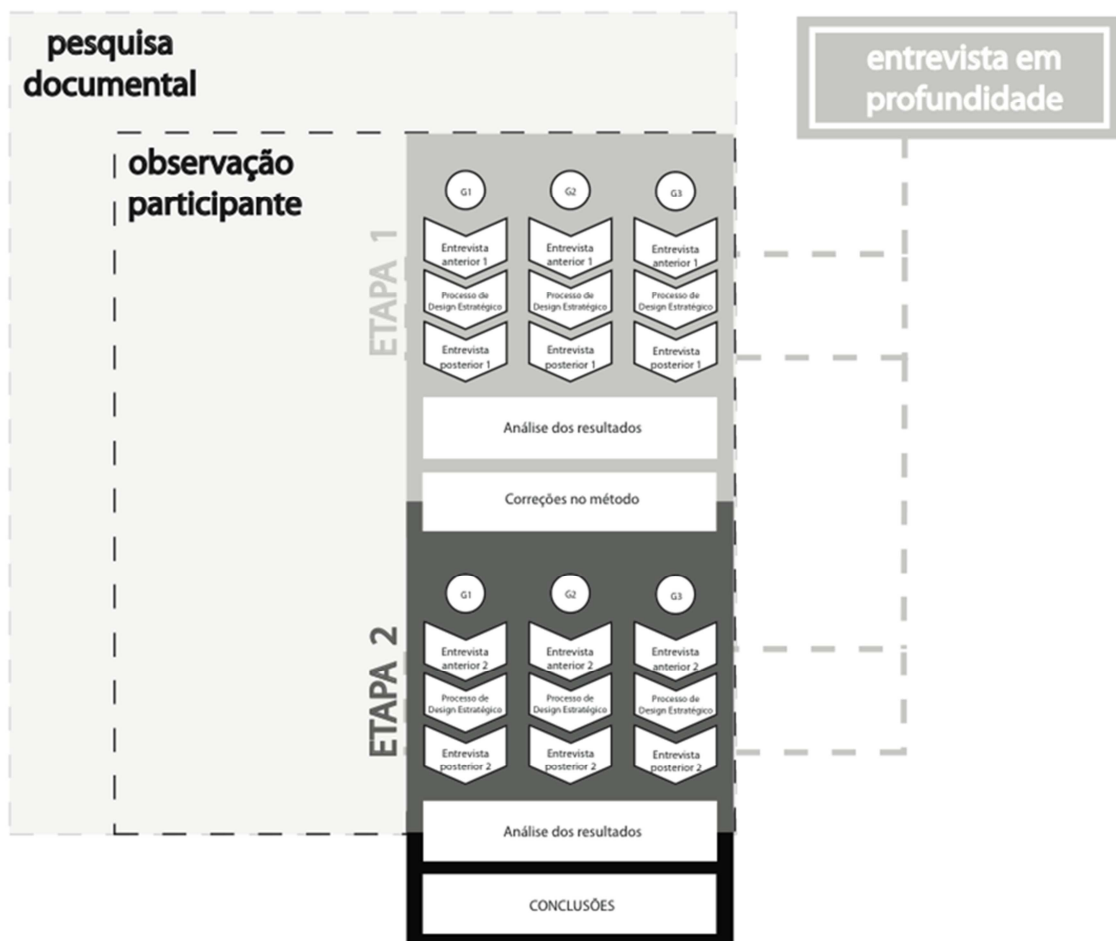 pesquisa
documental
entrevista em
profundidade
observação
participante
ETAPA 1
G1 G2 G3
Entrevista anterior 1 Entrevista anterior 1 Entrevista anterior 1
Processo de Design Estratégico Processo de Design Estratégico Processo de Design Estratégico
Entrevista posterior 1 Entrevista posterior 1 Entrevista posterior 1
Análise dos resultados
Correções no método
ETAPA 2
G1 G2 G3
Entrevista anterior 2 Entrevista anterior 2 Entrevista anterior 2
Processo de Design Estratégico Processo de Design Estratégico Processo de Design Estratégico
Entrevista posterior 2 Entrevista posterior 2 Entrevista posterior 2
Análise dos resultados
CONCLUSÕES